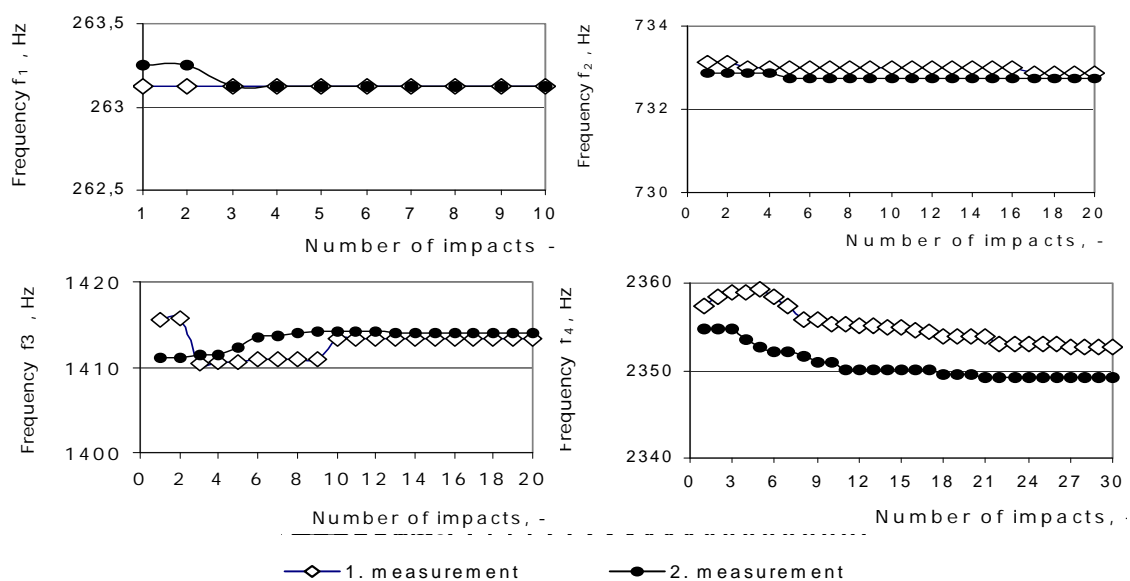 Frequency f₁ , Hz
263,5
263
262,5
1 2 3 4 5 6 7 8 9 10
Number of impacts -
Frequency f₂ , Hz
734
732
730
0 2 4 6 8 10 12 14 16 18 20
Number of impacts, -
Frequency f3 , Hz
1420
1410
1400
0 2 4 6 8 10 12 14 16 18 20
Number of impacts, -
Frequency f₄, Hz
2360
2350
2340
0 3 6 9 12 15 18 21 24 27 30
Number of impacts, -
1. measurement
2. measurement